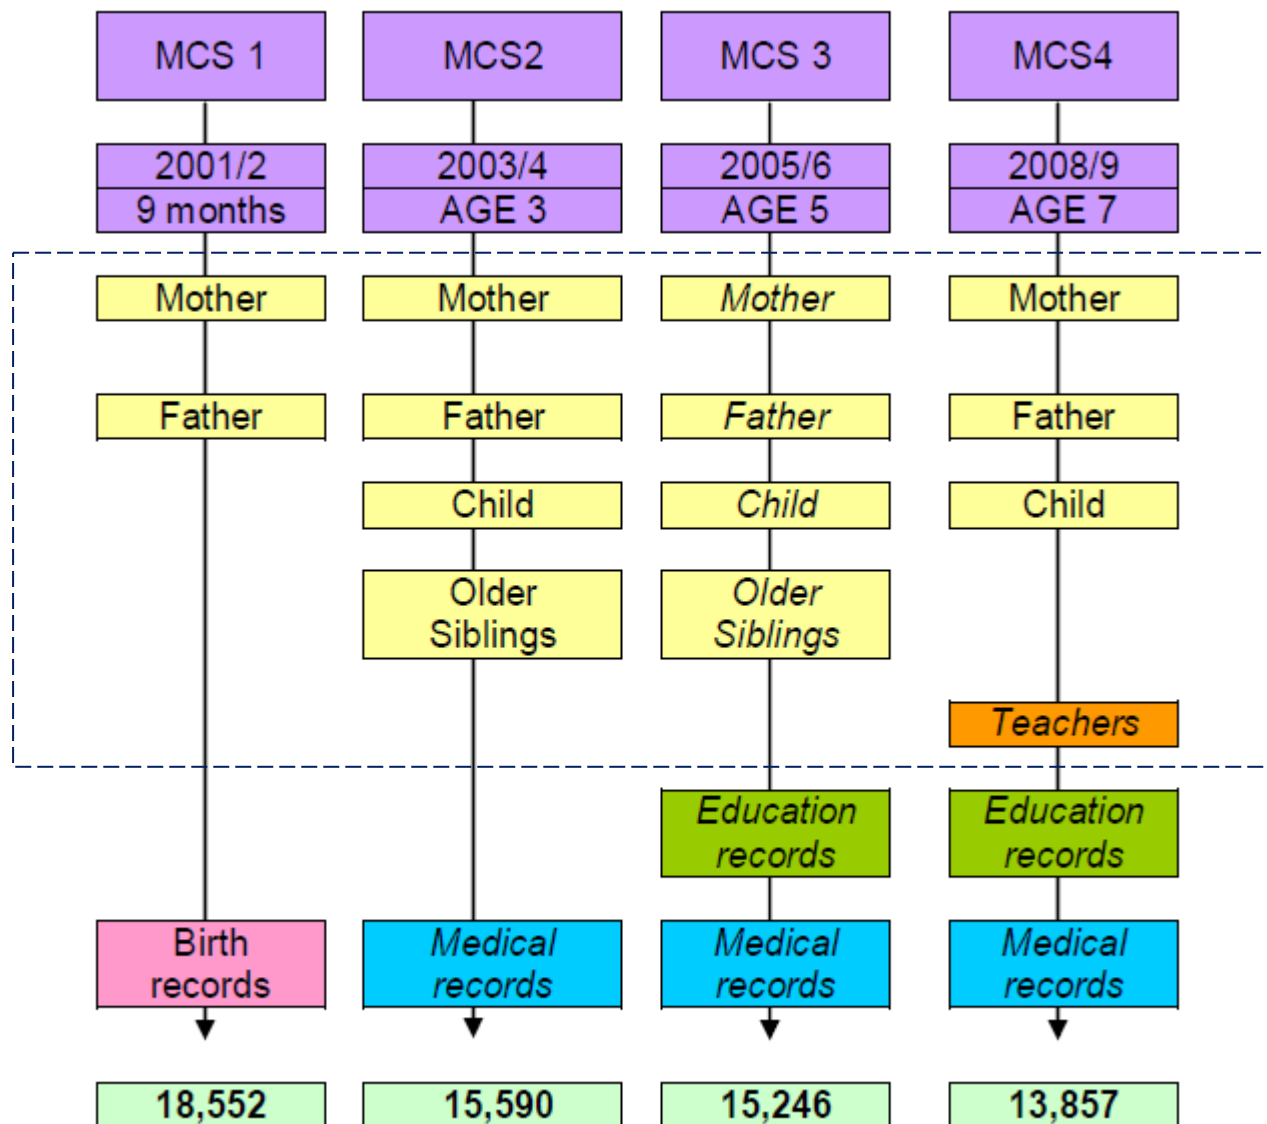 MCS 1
MCS2
MCS 3
MCS4
2001/2
2003/4
2005/6
2008/9
9 months
AGE 3
AGE 5
AGE 7
Mother
Mother
Mother
Mother
Father
Father
Father
Father
Child
Child
Child
Older
Siblings
Older
Siblings
Teachers
Education
records
Education
records
Birth
records
Medical
records
Medical
records
Medical
records
18,552
15,590
15,246
13,857